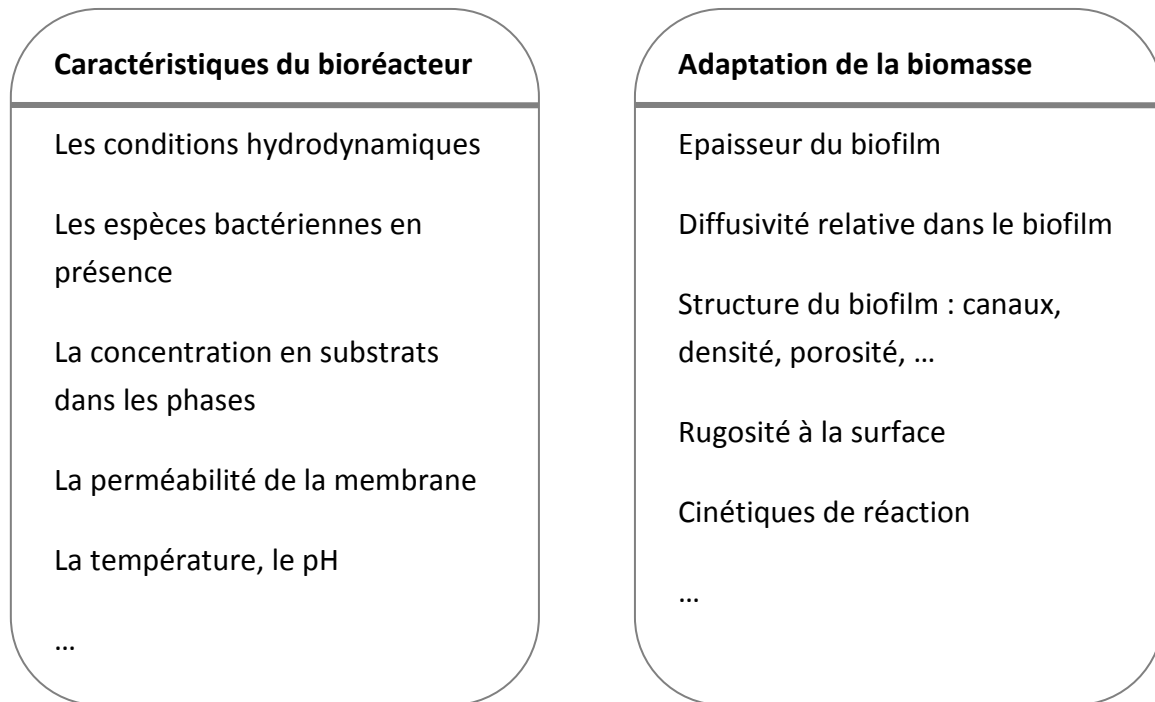 Caractéristiques du bioréacteur
Les conditions hydrodynamiques
Les espèces bactériennes en
présence
La concentration en substrats
dans les phases
La perméabilité de la membrane
La température, le pH
...
Adaptation de la biomasse
Epaisseur du biofilm
Diffusivité relative dans le biofilm
Structure du biofilm : canaux,
densité, porosité, ...
Rugosité à la surface
Cinétiques de réaction
...